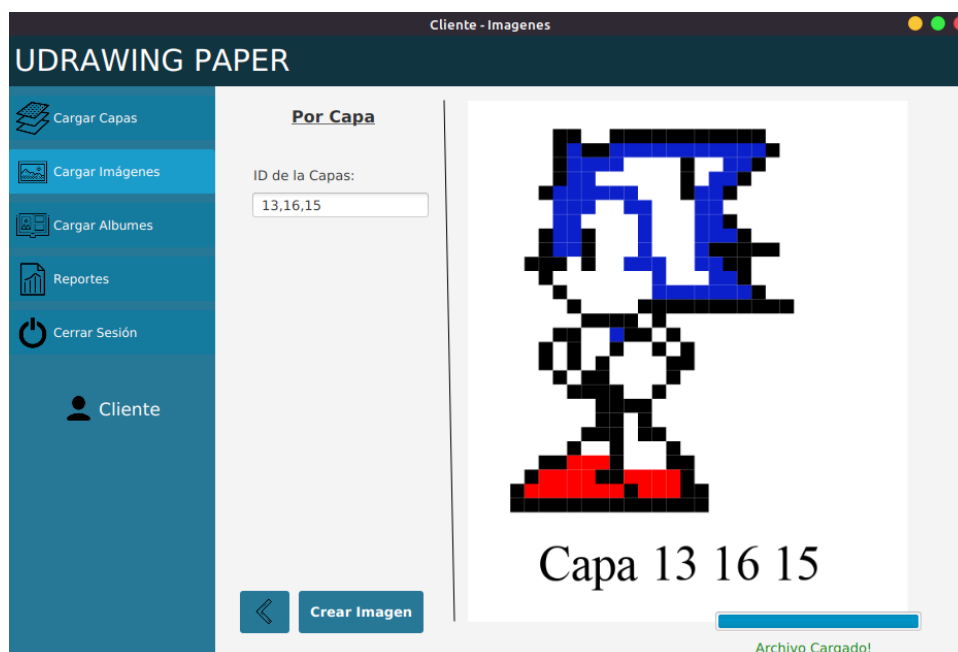 Cliente - Imagenes
UDRAWING PAPER
Cargar Capas
Cargar Imágenes
Cargar Albumes
Reportes
Cerrar Sesión
Cliente
Por Capa
ID de la Capas:
13,16,15
Crear Imagen
Capa 13 16 15
Archivo Cargado!